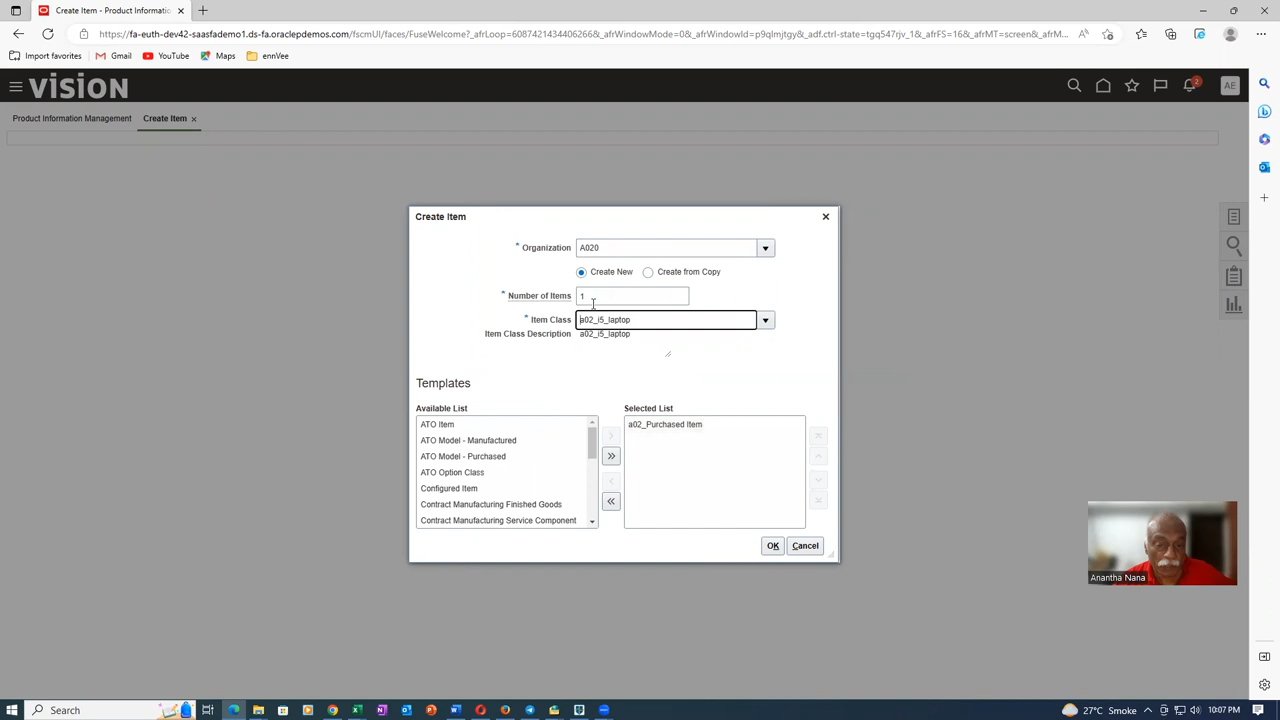 Create Item - Product Informatio
https://fa-euth-dev42-saasfademo1.ds-fa.oraclepdemos.com/fscmUI/faces/FuseWelcome?_afrLoop=60874214344062666&_afrWindowMode=0&_afrWindowId=p9qlmjtgy&_adf.ctrl-state=tgq547rjv_1&_afrFS=16&_afrMT=screen&_afrM...
Import favorites
Gmail
YouTube
Maps
ennVee
VISION
2
AE
Product Information Management
Create Item
Create Item
* Organization
A020
Create New
Create from Copy
* Number of Items
1
* Item Class
a02_i5_laptop
Item Class Description
a02_i5_laptop
Templates
Available List
Selected List
ATO Item
ATO Model - Manufactured
ATO Model - Purchased
ATO Option Class
Configured Item
Contract Manufacturing Finished Goods
Contract Manufacturing Service Component
a02_Purchased Item
OK
Cancel
Anantha Nana
Search
27°C Smoke
10:07 PM